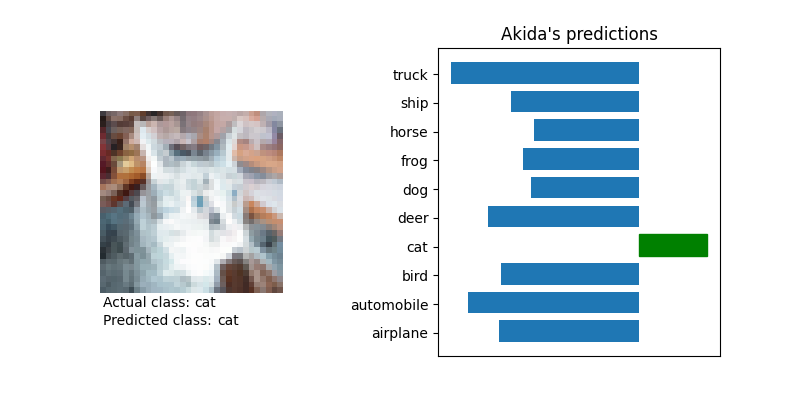 Akida's predictions
truck
ship
horse
frog
dog
deer
cat
bird
automobile
airplane
Actual class: cat
Predicted class: cat